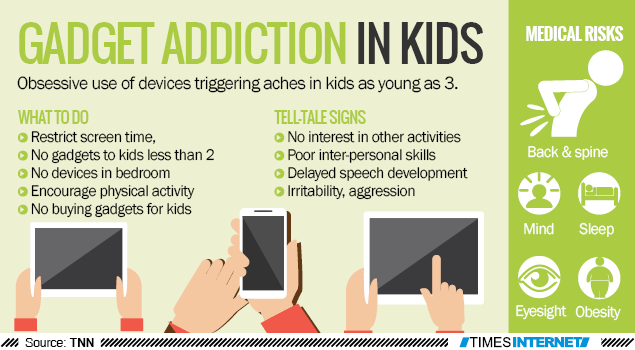 GADGET ADDICTION IN KIDS
Obsessive use of devices triggering aches in kids as young as 3.
WHAT TO DO
Restrict screen time,
No gadgets to kids less than 2
No devices in bedroom
Encourage physical activity
No buying gadgets for kids
TELL-TALE SIGNS
No interest in other activities
Poor inter-personal skills
Delayed speech development
Irritability, aggression
MEDICAL RISKS
Back & spine
Mind
Sleep
Eyesight
Obesity
Source: TNN
TIMESINTERNET